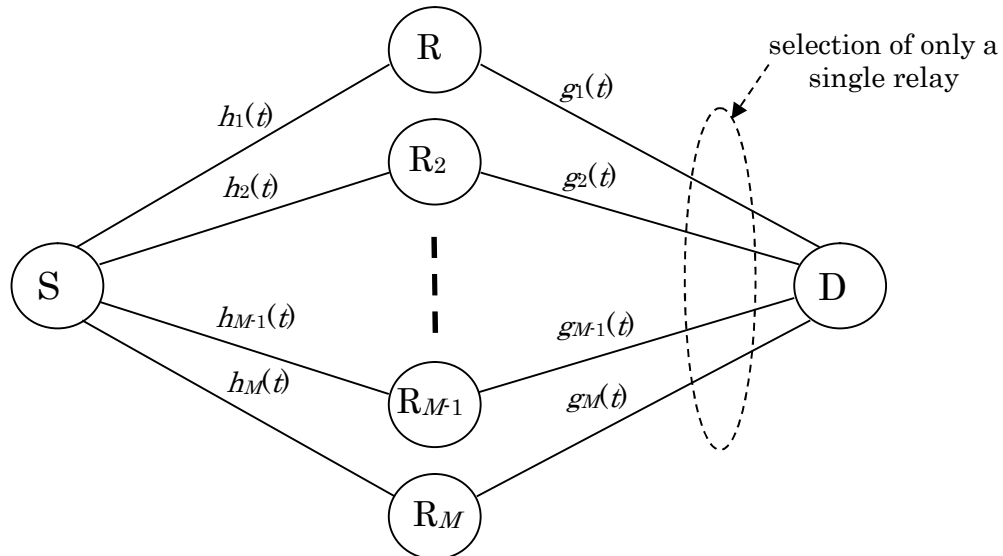 R
selection of only a
single relay
h1(t)
g1(t)
R2
h2(t)
g2(t)
S
D
hM-1(t)
gM-1(t)
RM-1
hM(t)
gM(t)
RM